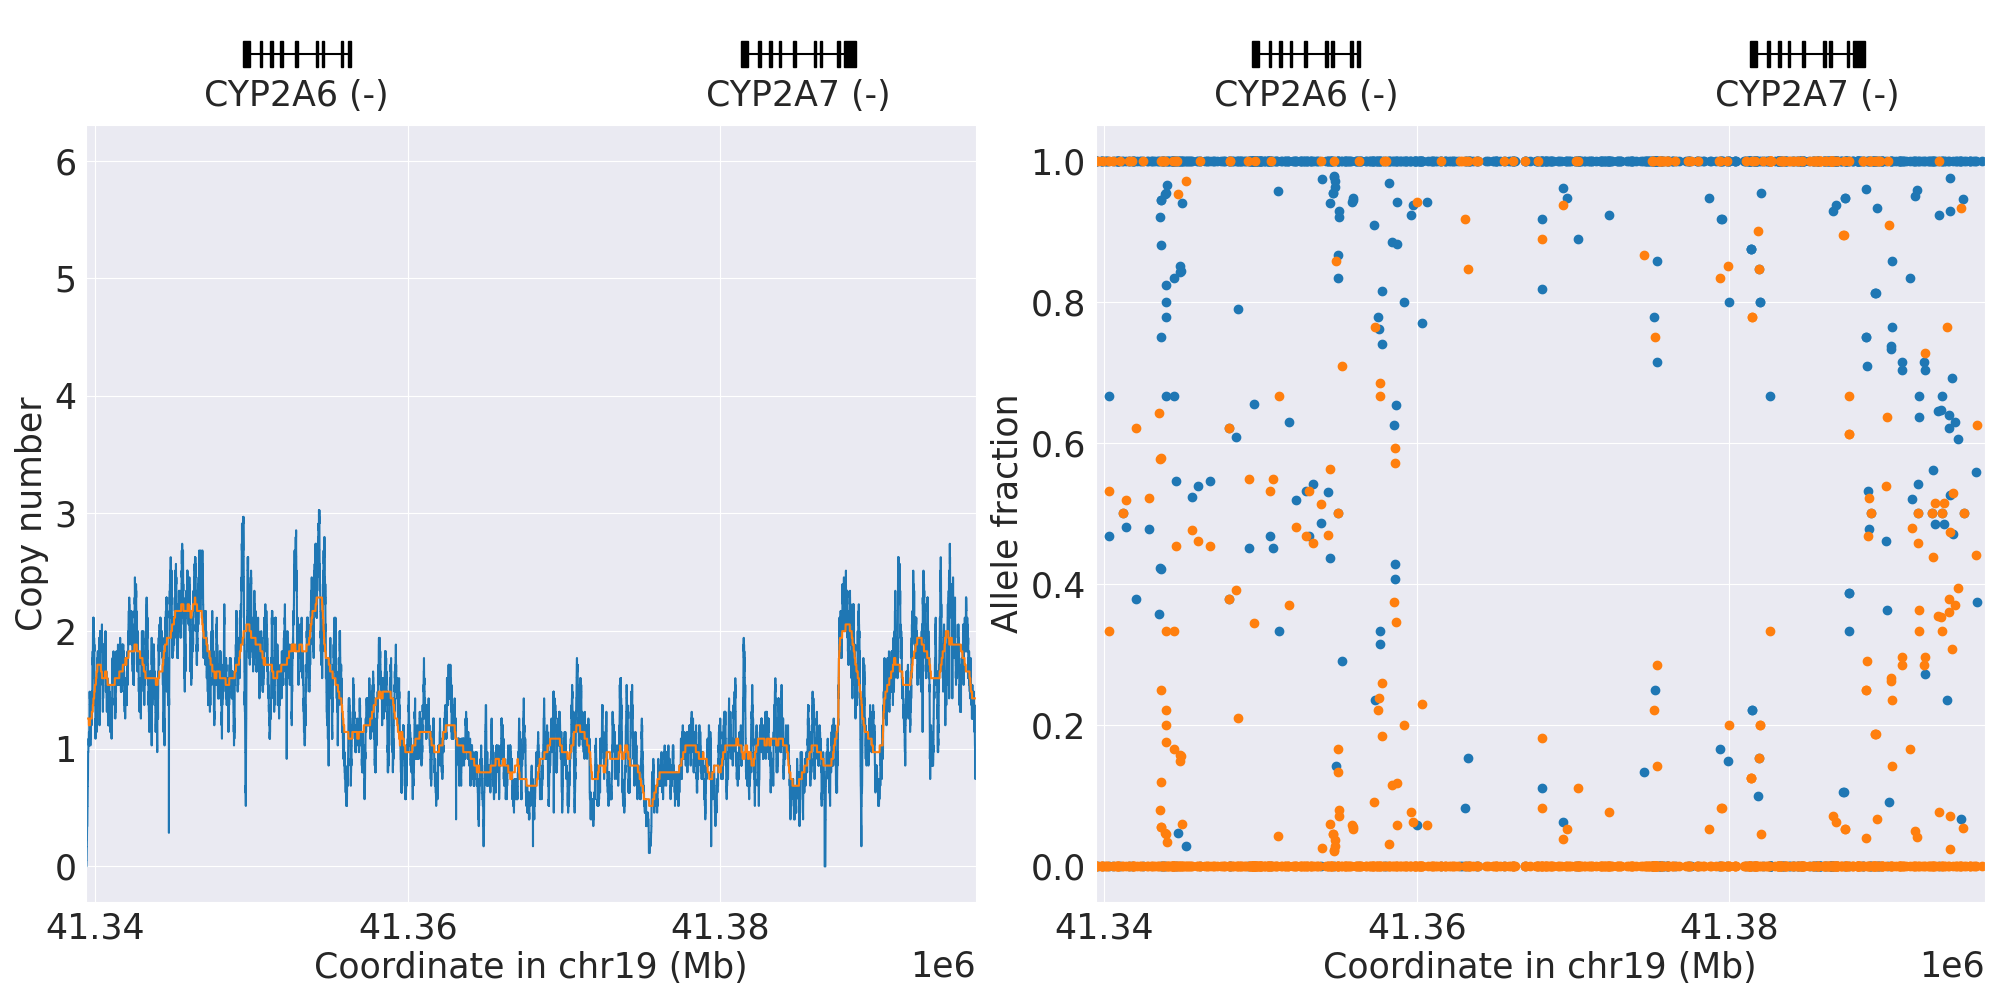 CYP2A6 (-)
CYP2A7 (-)
CYP2A6 (-)
CYP2A7 (-)
6
5
4
3
2
1
0
Copy number
41.34
41.36
41.38
Coordinate in chr19 (Mb)
1e6
1.0
0.8
0.6
0.4
0.2
0.0
Allele fraction
41.34
41.36
41.38
Coordinate in chr19 (Mb)
1e6